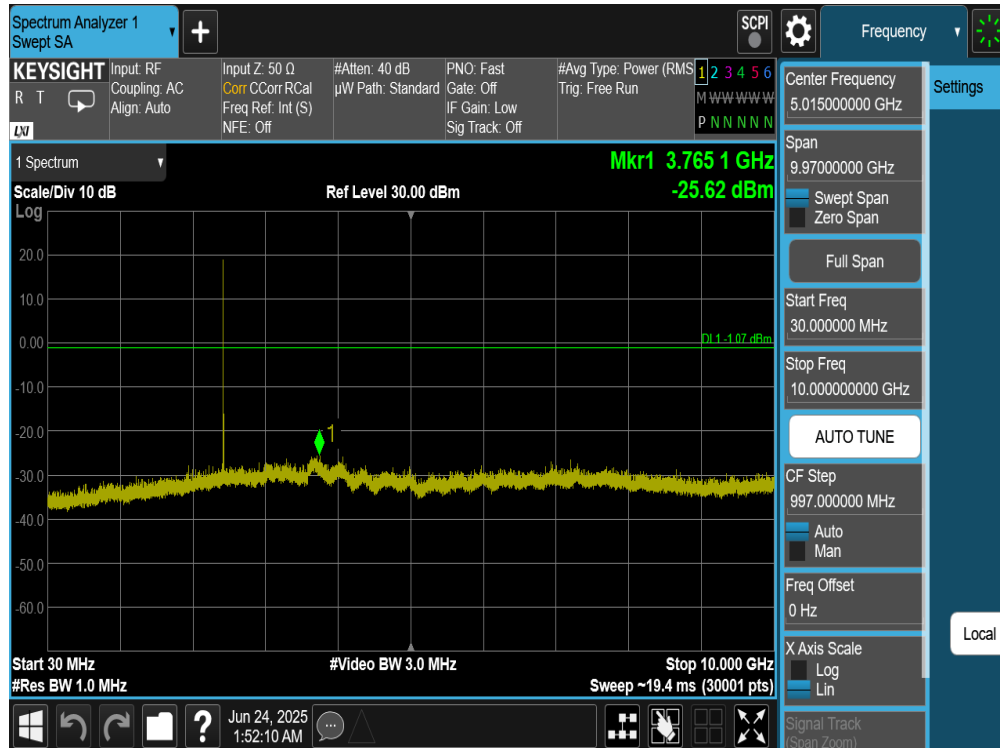 Spectrum Analyzer 1
Swept SA
+
SCPI
Frequency
KEYSIGHT
R T
LXI
Input: RF
Coupling: AC
Align: Auto
Input Z: 50 Ω
Corr CCorr RCal
Freq Ref: Int (S)
NFE: Off
#Atten: 40 dB
µW Path: Standard
PNO: Fast
Gate: Off
IF Gain: Low
Sig Track: Off
#Avg Type: Power (RMS
Trig: Free Run
1 2 3 4 5 6
M W W W W W
P N N N N N
1 Spectrum
Scale/Div 10 dB
Ref Level 30.00 dBm
Mkr1 3.765 1 GHz
-25.62 dBm
Log
20.0
10.0
0.00
-10.0
-20.0
-30.0
-40.0
-50.0
-60.0
DL1 -1.07 dBm
1
Start 30 MHz
#Res BW 1.0 MHz
#Video BW 3.0 MHz
Stop 10.000 GHz
Sweep ~19.4 ms (30001 pts)
Center Frequency
5.015000000 GHz
Span
9.97000000 GHz
Swept Span
Zero Span
Full Span
Start Freq
30.000000 MHz
Stop Freq
10.000000000 GHz
AUTO TUNE
CF Step
997.000000 MHz
Auto
Man
Freq Offset
0 Hz
X Axis Scale
Log
Lin
Signal Track
(Span Zoom)
Settings
Local
?
Jun 24, 2025
1:52:10 AM